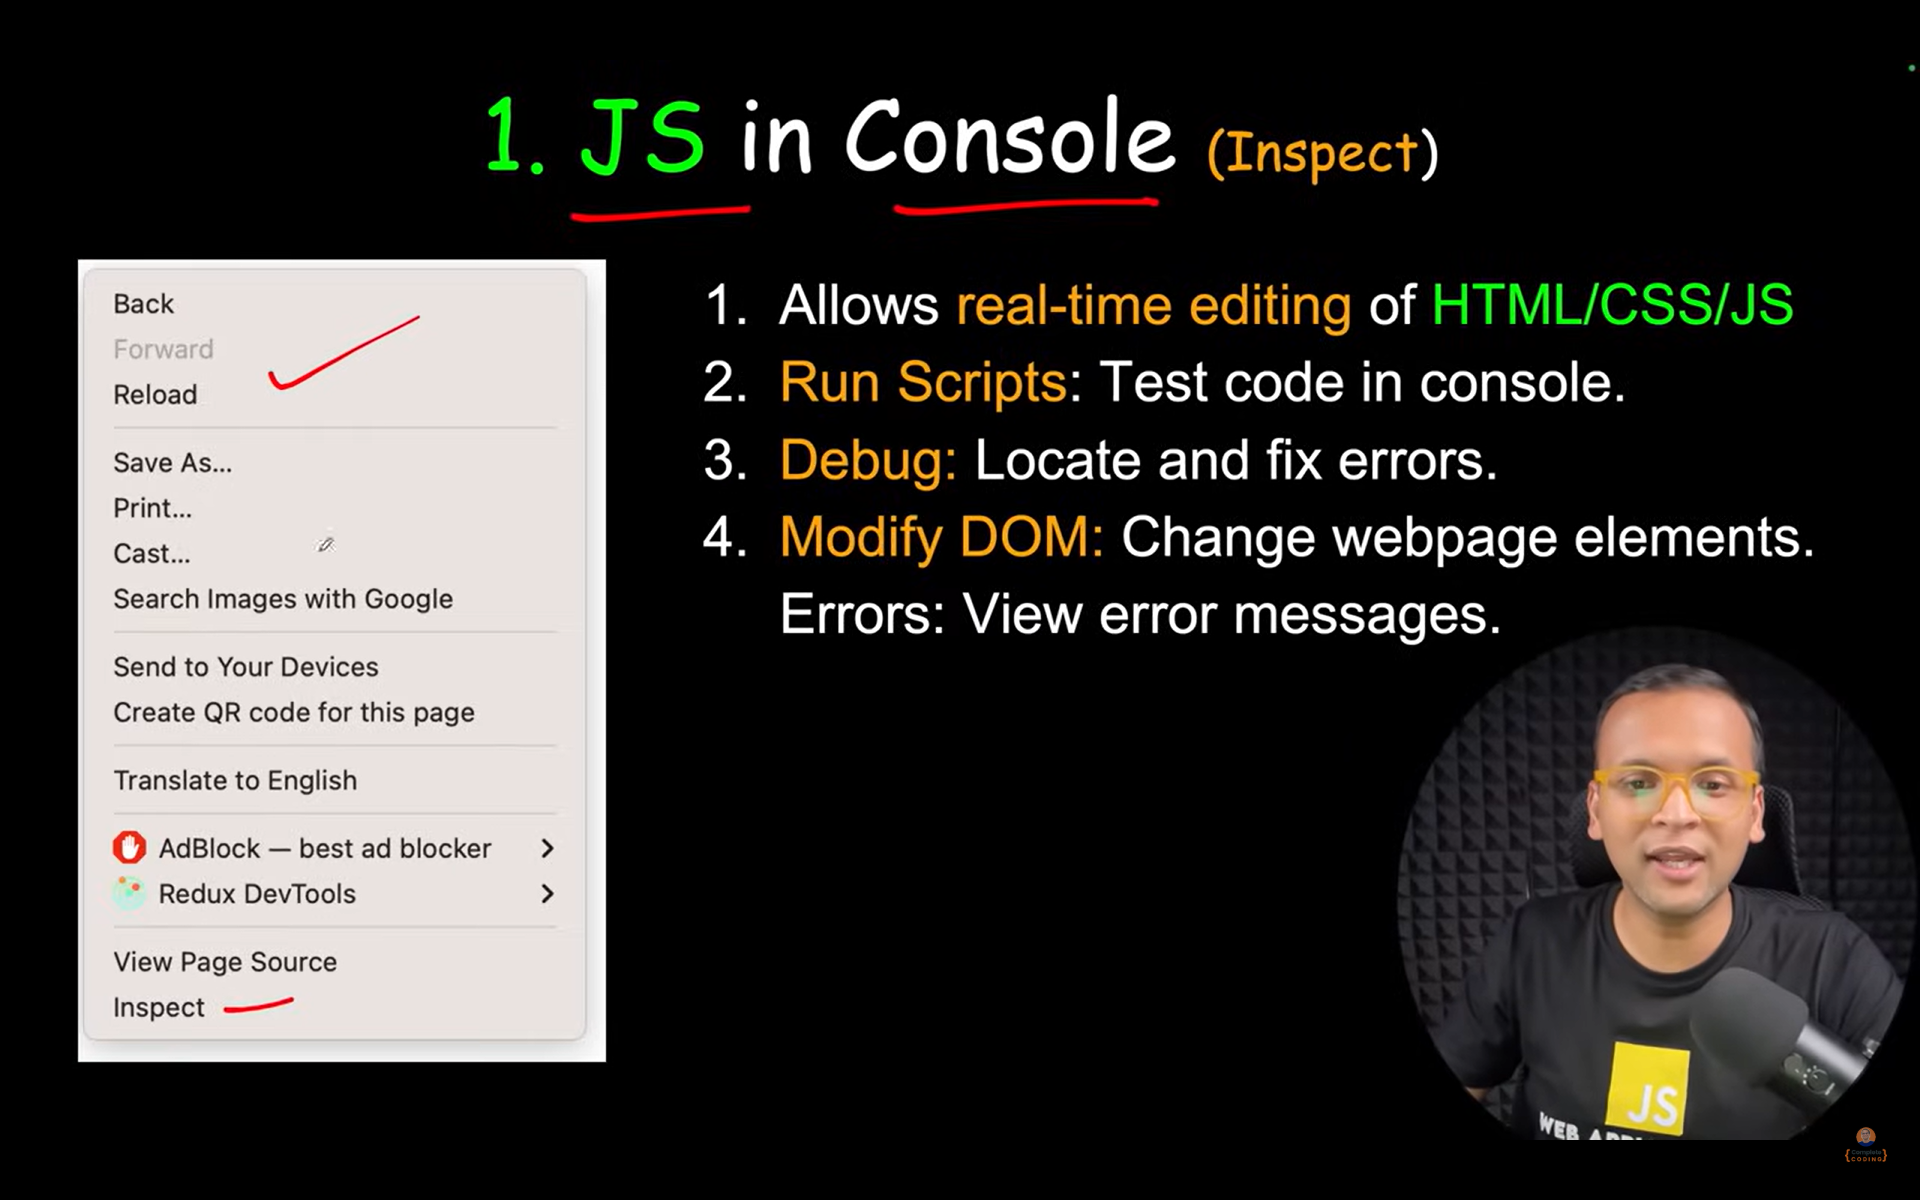 1. JS in Console (Inspect)
Back
Forward
Reload
Save As...
Print...
Cast...
Search Images with Google
Send to Your Devices
Create QR code for this page
Translate to English
AdBlock — best ad blocker
Redux DevTools
View Page Source
Inspect
1. Allows real-time editing of HTML/CSS/JS
2. Run Scripts: Test code in console.
3. Debug: Locate and fix errors.
4. Modify DOM: Change webpage elements.
Errors: View error messages.
JS
WEB
Complete
{CODING}